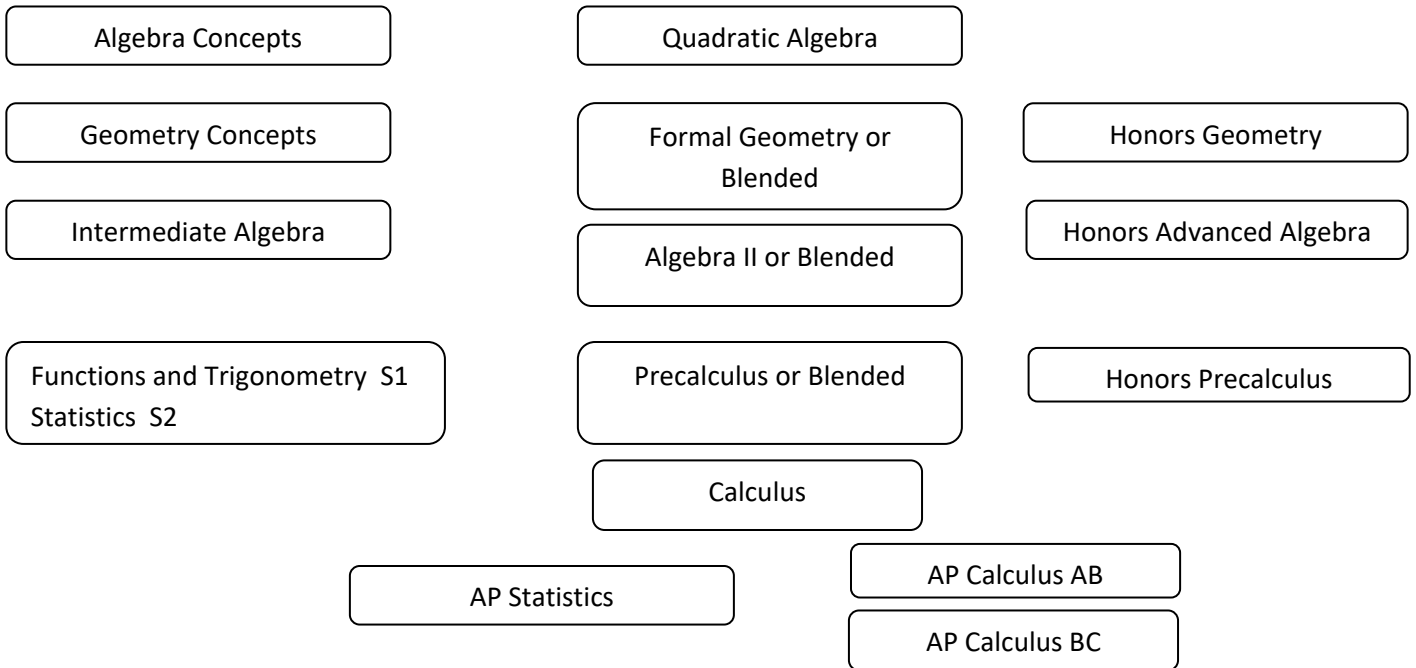 Algebra Concepts
Quadratic Algebra
Geometry Concepts
Formal Geometry or
Blended
Honors Geometry
Intermediate Algebra
Algebra II or Blended
Honors Advanced Algebra
Functions and Trigonometry  S1
Statistics  S2
Precalculus or Blended
Honors Precalculus
Calculus
AP Statistics
AP Calculus AB
AP Calculus BC